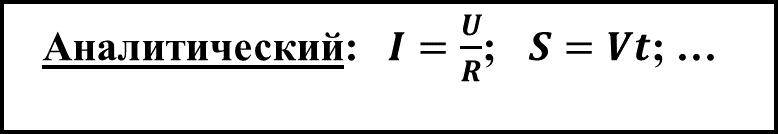 Аналитический: I = U/R; S = Vt; ...